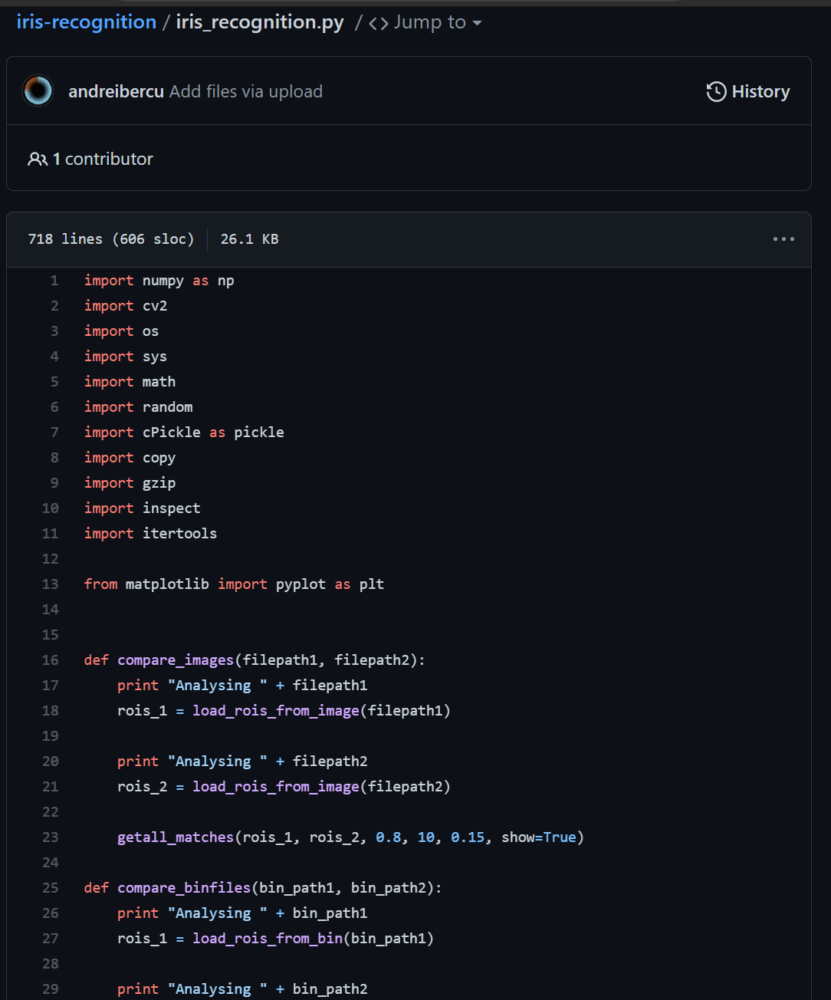 iris-recognition / iris_recognition.py / <> Jump to
andreibercu Add files via upload History
1 contributor
718 lines (606 sloc) 26.1 KB
1 import numpy as np
2 import cv2
3 import os
4 import sys
5 import math
6 import random
7 import cPickle as pickle
8 import copy
9 import gzip
10 import inspect
11 import itertools
12
13 from matplotlib import pyplot as plt
14
15
16 def compare_images(filepath1, filepath2):
17     print "Analysing " + filepath1
18     rois_1 = load_rois_from_image(filepath1)
19
20     print "Analysing " + filepath2
21     rois_2 = load_rois_from_image(filepath2)
22
23     getall_matches(rois_1, rois_2, 0.8, 10, 0.15, show=True)
24
25 def compare_binfiles(bin_path1, bin_path2):
26     print "Analysing " + bin_path1
27     rois_1 = load_rois_from_bin(bin_path1)
28
29     print "Analysing " + bin_path2